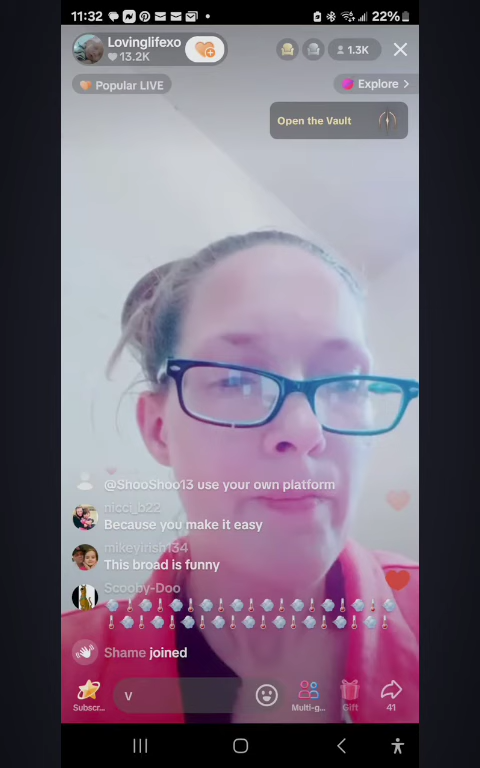 11:32
22%
Lovinglifexo
13.2K
1.3K
Popular LIVE
Explore
Open the Vault
@ShooShoo13 use your own platform
nicci_b22
Because you make it easy
mikeyirish134
This broad is funny
Scooby-Doo
Shame joined
Subscr...
V
Multi-g...
Gift
41